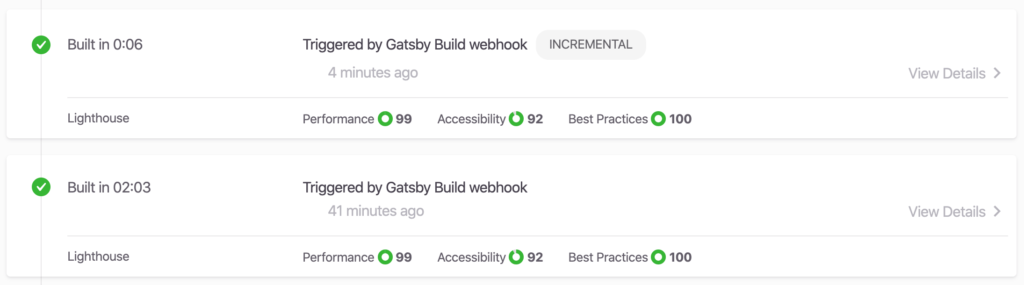 Built in 0:06 Triggered by Gatsby Build webhook INCREMENTAL
4 minutes ago View Details
Lighthouse Performance 99 Accessibility 92 Best Practices 100
Built in 02:03 Triggered by Gatsby Build webhook
41 minutes ago View Details
Lighthouse Performance 99 Accessibility 92 Best Practices 100